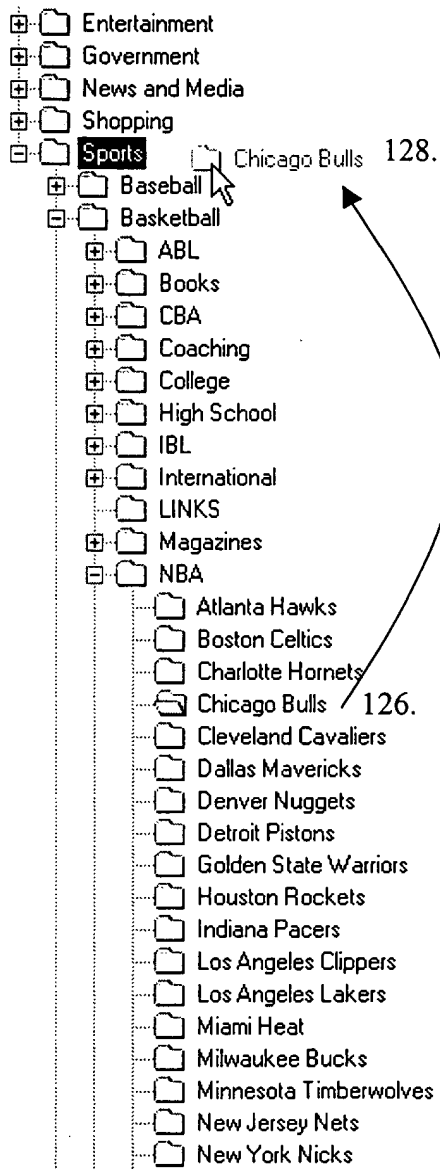 Entertainment
Government
News and Media
Shopping
Sports Chicago Bulls 128.
Baseball
Basketball
ABL
Books
CBA
Coaching
College
High School
IBL
International
LINKS
Magazines
NBA
Atlanta Hawks
Boston Celtics
Charlotte Hornets
Chicago Bulls 126.
Cleveland Cavaliers
Dallas Mavericks
Denver Nuggets
Detroit Pistons
Golden State Warriors
Houston Rockets
Indiana Pacers
Los Angeles Clippers
Los Angeles Lakers
Miami Heat
Milwaukee Bucks
Minnesota Timberwolves
New Jersey Nets
New York Nicks